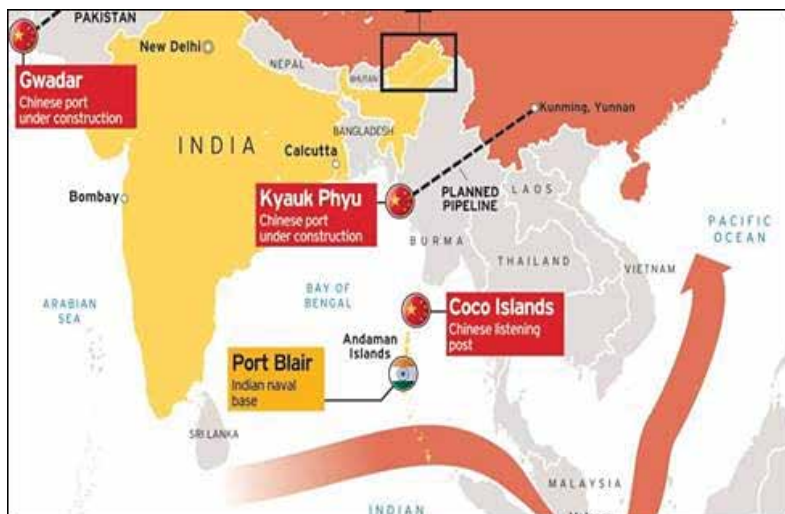 PAKISTAN
New Delhi
NEPAL
BHUTAN
Gwadar
Chinese port
under construction
BANGLADESH
Kunming, Yunnan
INDIA
Calcutta
Bombay
Kyauk Phyu
Chinese port
under construction
PLANNED
PIPELINE
LAOS
BURMA
THAILAND
VIETNAM
PACIFIC
OCEAN
ARABIAN
SEA
BAY OF
BENGAL
Coco Islands
Chinese listening
post
Andaman
Islands
Port Blair
Indian naval
base
SRI LANKA
MALAYSIA
INDIAN